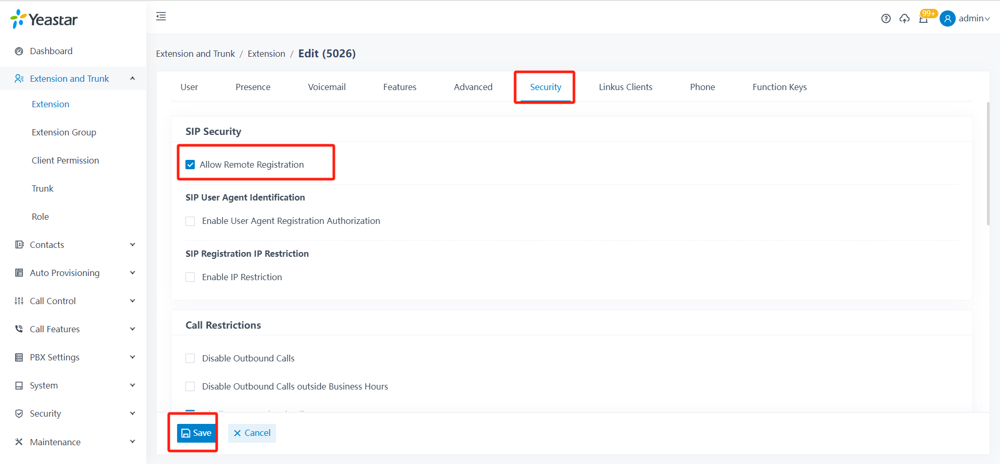 Yeastar
99+
admin
Dashboard
Extension and Trunk
Extension
Extension Group
Client Permission
Trunk
Role
Contacts
Auto Provisioning
Call Control
Call Features
PBX Settings
System
Security
Maintenance
Extension and Trunk / Extension / Edit (5026)
User Presence Voicemail Features Advanced Security Linkus Clients Phone Function Keys
SIP Security
Allow Remote Registration
SIP User Agent Identification
Enable User Agent Registration Authorization
SIP Registration IP Restriction
Enable IP Restriction
Call Restrictions
Disable Outbound Calls
Disable Outbound Calls outside Business Hours
Save Cancel